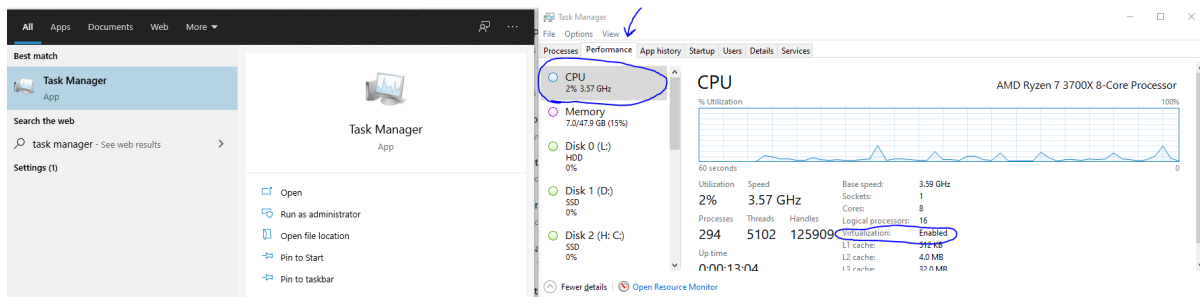 All Apps Documents Web More
Best match
Task Manager
App
Search the web
task manager - See web results
Settings (1)
Task Manager
App
Open
Run as administrator
Open file location
Pin to Start
Pin to taskbar
Task Manager
File Options View
Processes Performance App history Startup Users Details Services
CPU
2% 3.57 GHz
Memory
7.0/47.9 GB (15%)
Disk 0 (L:)
HDD
0%
Disk 1 (D:)
SSD
0%
Disk 2 (H: C:)
SSD
0%
CPU AMD Ryzen 7 3700X 8-Core Processor
% Utilization 100%
60 seconds 0
Utilization Speed
2% 3.57 GHz
Processes Threads Handles
294 5102 125909
Up time
0:00:13:04
Base speed: 3.59 GHz
Sockets: 1
Cores: 8
Logical processors: 16
Virtualization: Enabled
L1 cache: 512 KB
L2 cache: 4.0 MB
L3 cache: 32.0 MB
Fewer details Open Resource Monitor